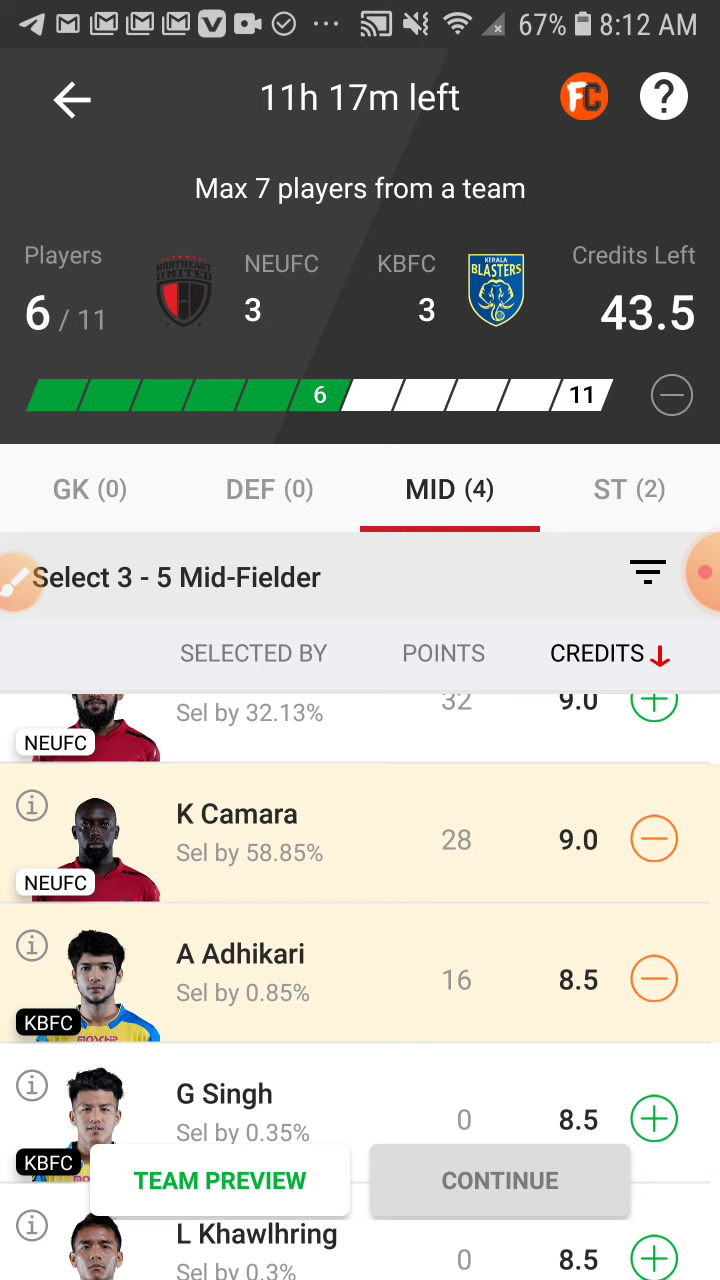 67% 8:12 AM
11h 17m left
FC
?
Max 7 players from a team
Players
NEUFC
KBFC
Credits Left
NORTHEAST
UNITED
KERALA
BLASTERS
6 / 11
3
3
43.5
6
11
GK (0)
DEF (0)
MID (4)
ST (2)
Select 3 - 5 Mid-Fielder
SELECTED BY
POINTS
CREDITS
NEUFC
Sel by 32.13%
32
9.0
K Camara
Sel by 58.85%
28
9.0
NEUFC
A Adhikari
Sel by 0.85%
16
8.5
KBFC
G Singh
Sel by 0.35%
0
8.5
KBFC
TEAM PREVIEW
CONTINUE
L Khawlhring
Sel by 0.3%
0
8.5